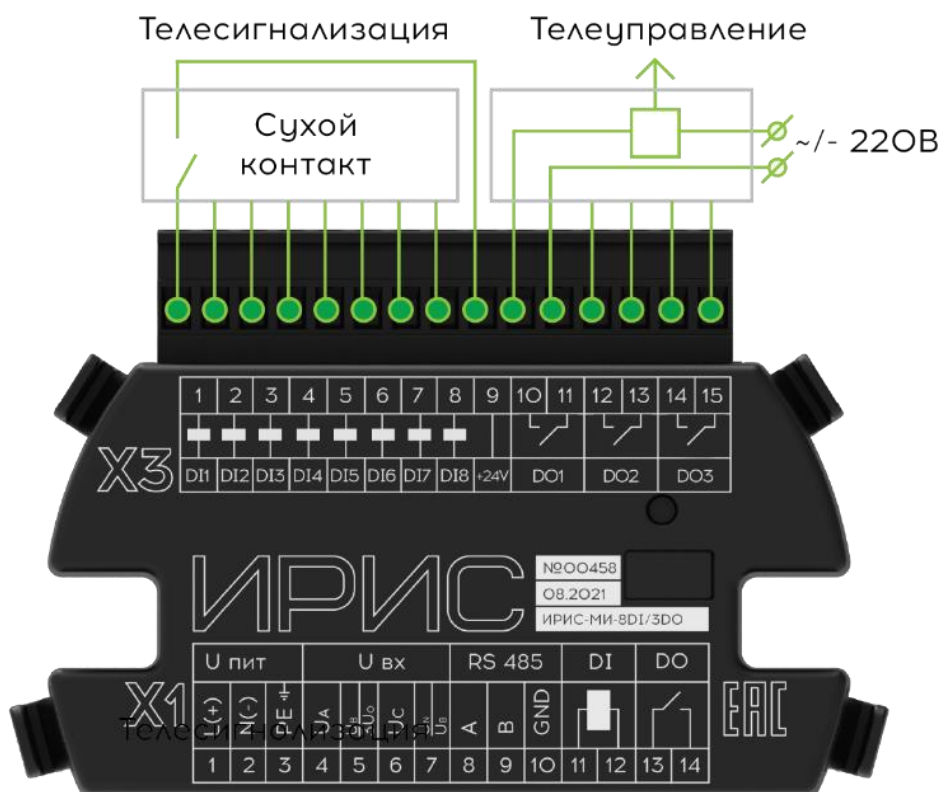 Телесигнализация Телеуправление
Сухой
контакт
~/- 220В
1 2 3 4 5 6 7 8 9 10 11 12 13 14 15
X3
DI1 DI2 DI3 DI4 DI5 DI6 DI7 DI8 +24V DO1 DO2 DO3
ИРИС
№00458
08.2021
ИРИС-МИ-8DI/3DO
U пит U вх RS 485 DI DO
X1 L(+) N(-) PE UA UC A B GND EAC
Телесигнализация
1 2 3 4 5 6 7 8 9 10 11 12 13 14